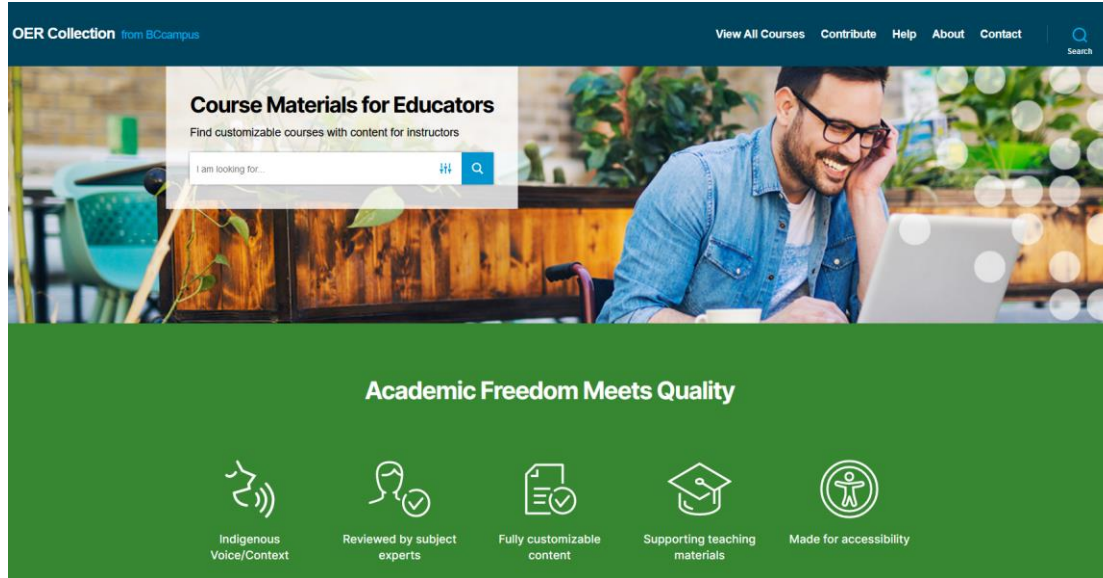 OER Collection from BCcampus
View All Courses Contribute Help About Contact
Search
Course Materials for Educators
Find customizable courses with content for instructors
I am looking for...
Academic Freedom Meets Quality
Indigenous
Voice/Context
Reviewed by subject
experts
Fully customizable
content
Supporting teaching
materials
Made for accessibility